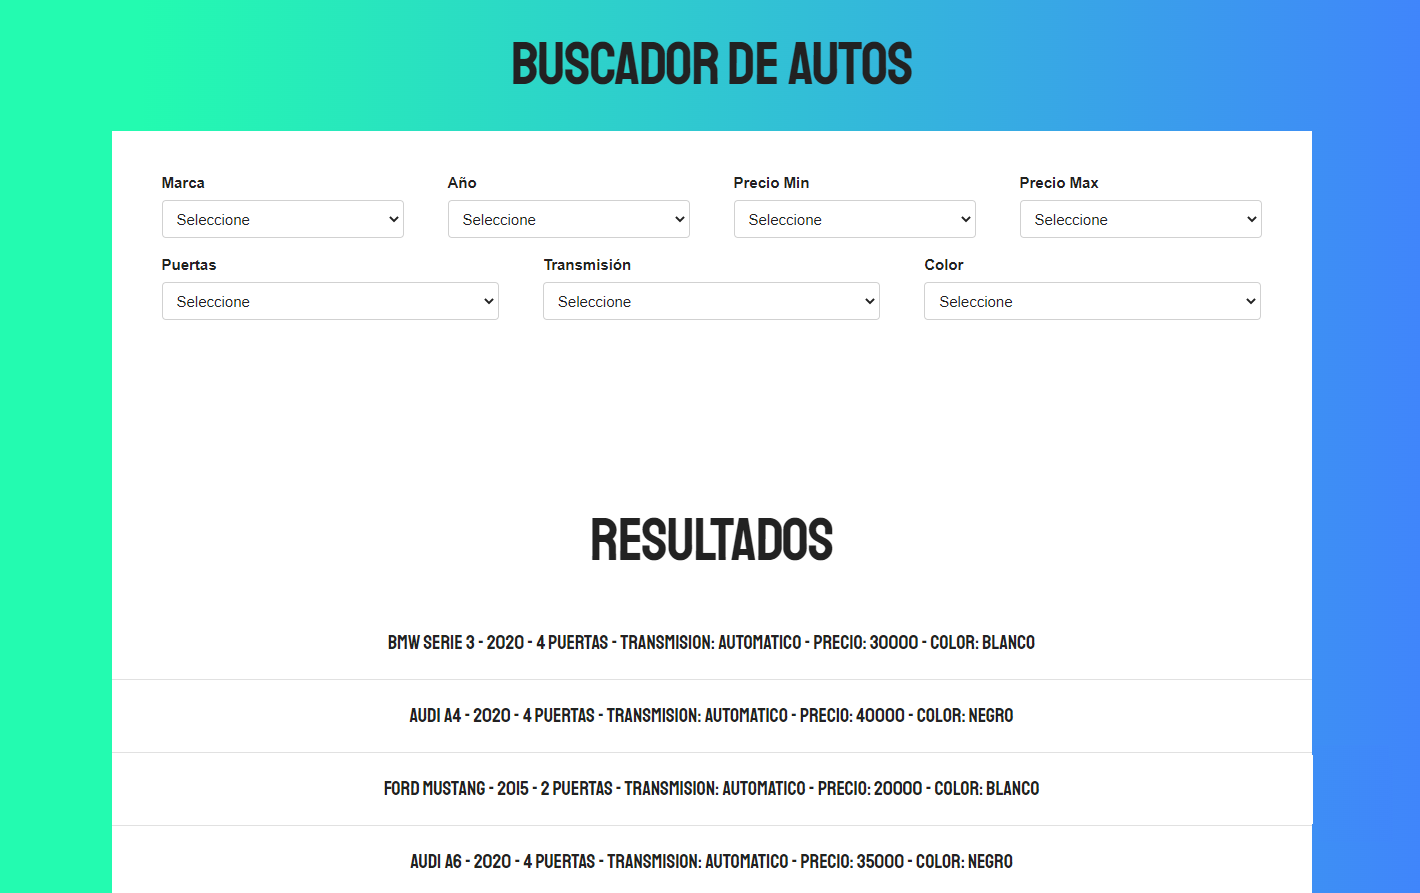 BUSCADOR DE AUTOS
Marca Año Precio Min Precio Max
Seleccione Seleccione Seleccione Seleccione
Puertas Transmisión Color
Seleccione Seleccione Seleccione
RESULTADOS
BMW SERIE 3 - 2020 - 4 PUERTAS - TRANSMISION: AUTOMATICO - PRECIO: 30000 - COLOR: BLANCO
AUDI A4 - 2020 - 4 PUERTAS - TRANSMISION: AUTOMATICO - PRECIO: 40000 - COLOR: NEGRO
FORD MUSTANG - 2015 - 2 PUERTAS - TRANSMISION: AUTOMATICO - PRECIO: 20000 - COLOR: BLANCO
AUDI A6 - 2020 - 4 PUERTAS - TRANSMISION: AUTOMATICO - PRECIO: 35000 - COLOR: NEGRO